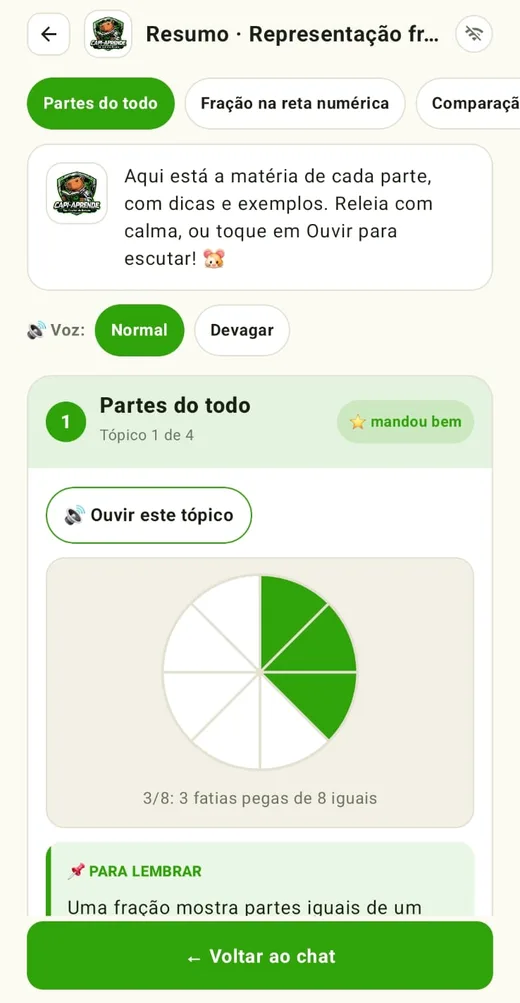 Resumo · Representação fr...
Partes do todo
Fração na reta numérica
Comparaçã
CAPI-APRENDE
Aqui está a matéria de cada parte,
com dicas e exemplos. Releia com
calma, ou toque em Ouvir para
escutar! 🐹
🔊 Voz:
Normal
Devagar
1
Partes do todo
Tópico 1 de 4
⭐ mandou bem
🔊 Ouvir este tópico
3/8: 3 fatias pegas de 8 iguais
📌 PARA LEMBRAR
Uma fração mostra partes iguais de um
← Voltar ao chat